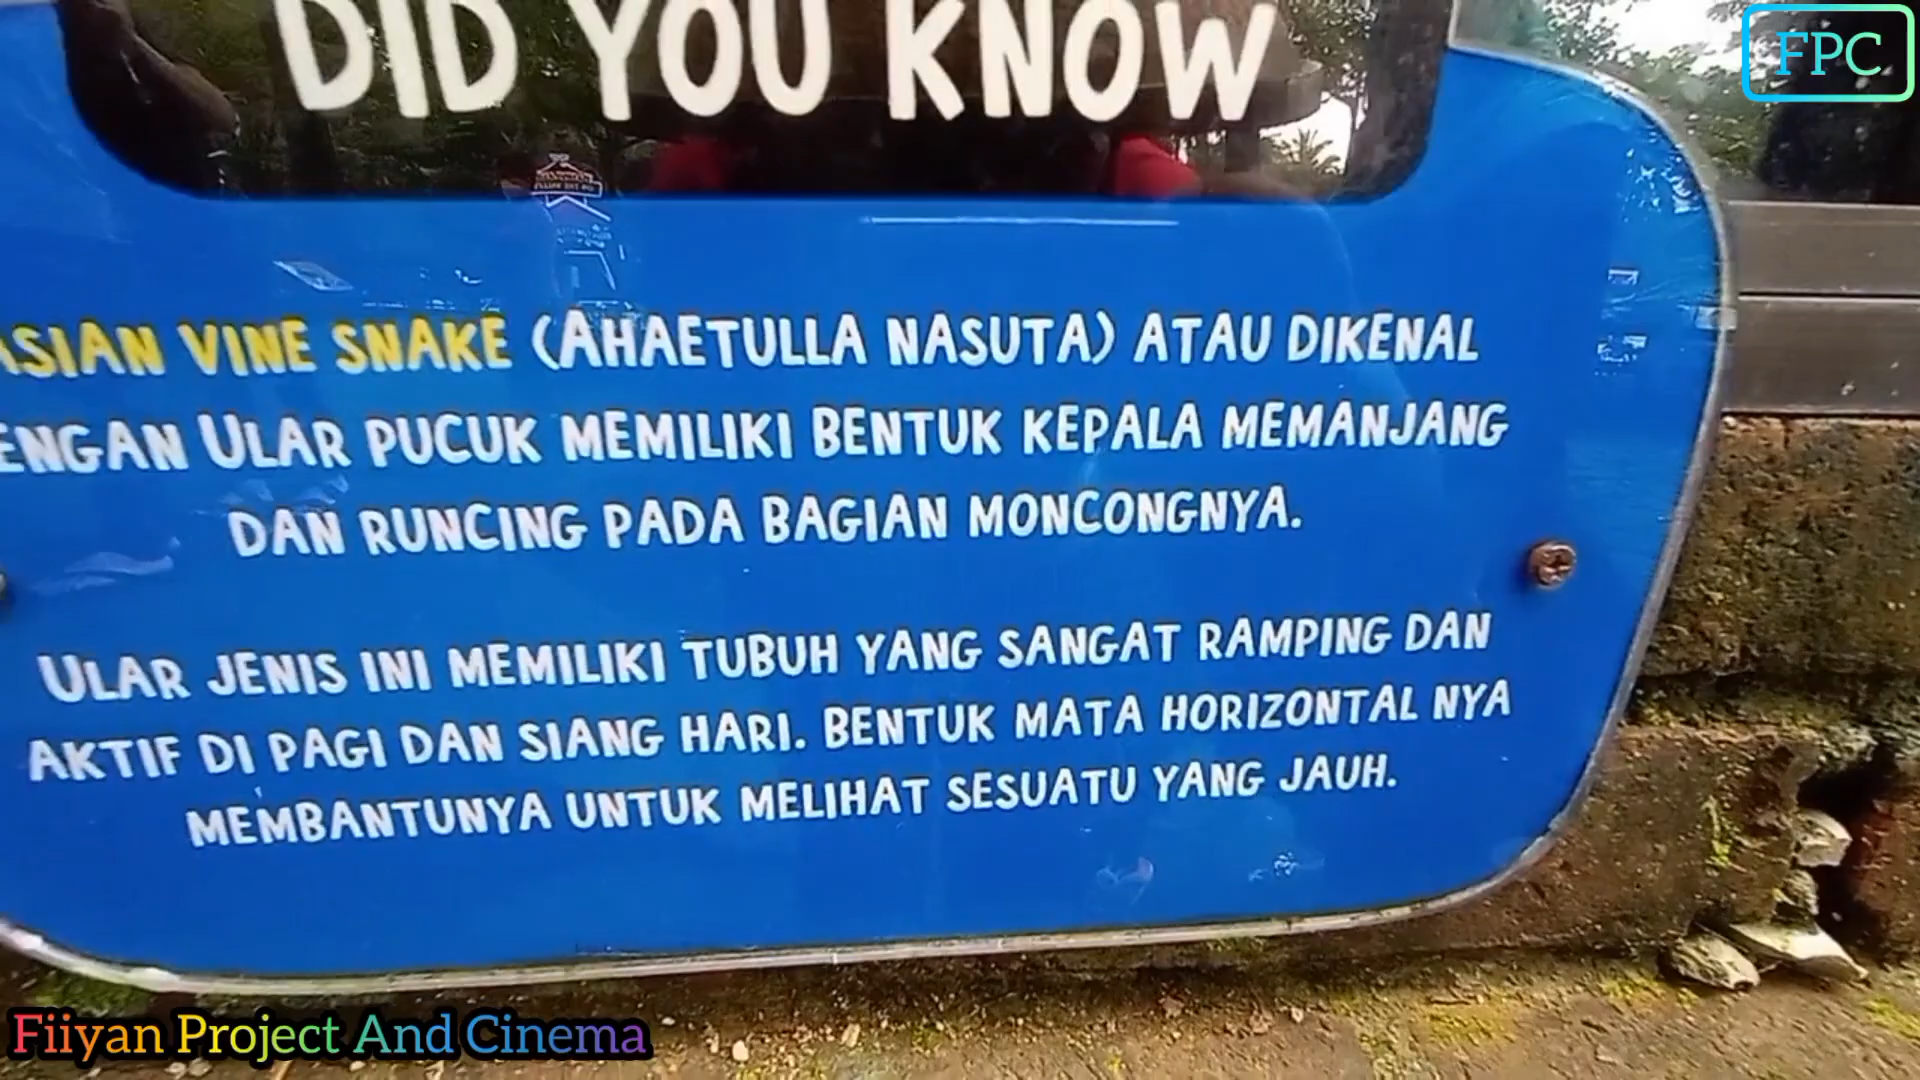 DID YOU KNOW
FPC
ASIAN VINE SNAKE (AHAETULLA NASUTA) ATAU DIKENAL
ENGAN ULAR PUCUK MEMILIKI BENTUK KEPALA MEMANJANG
DAN RUNCING PADA BAGIAN MONCONGNYA.
ULAR JENIS INI MEMILIKI TUBUH YANG SANGAT RAMPING DAN
AKTIF DI PAGI DAN SIANG HARI. BENTUK MATA HORIZONTAL NYA
MEMBANTUNYA UNTUK MELIHAT SESUATU YANG JAUH.
Fiiyan Project And Cinema